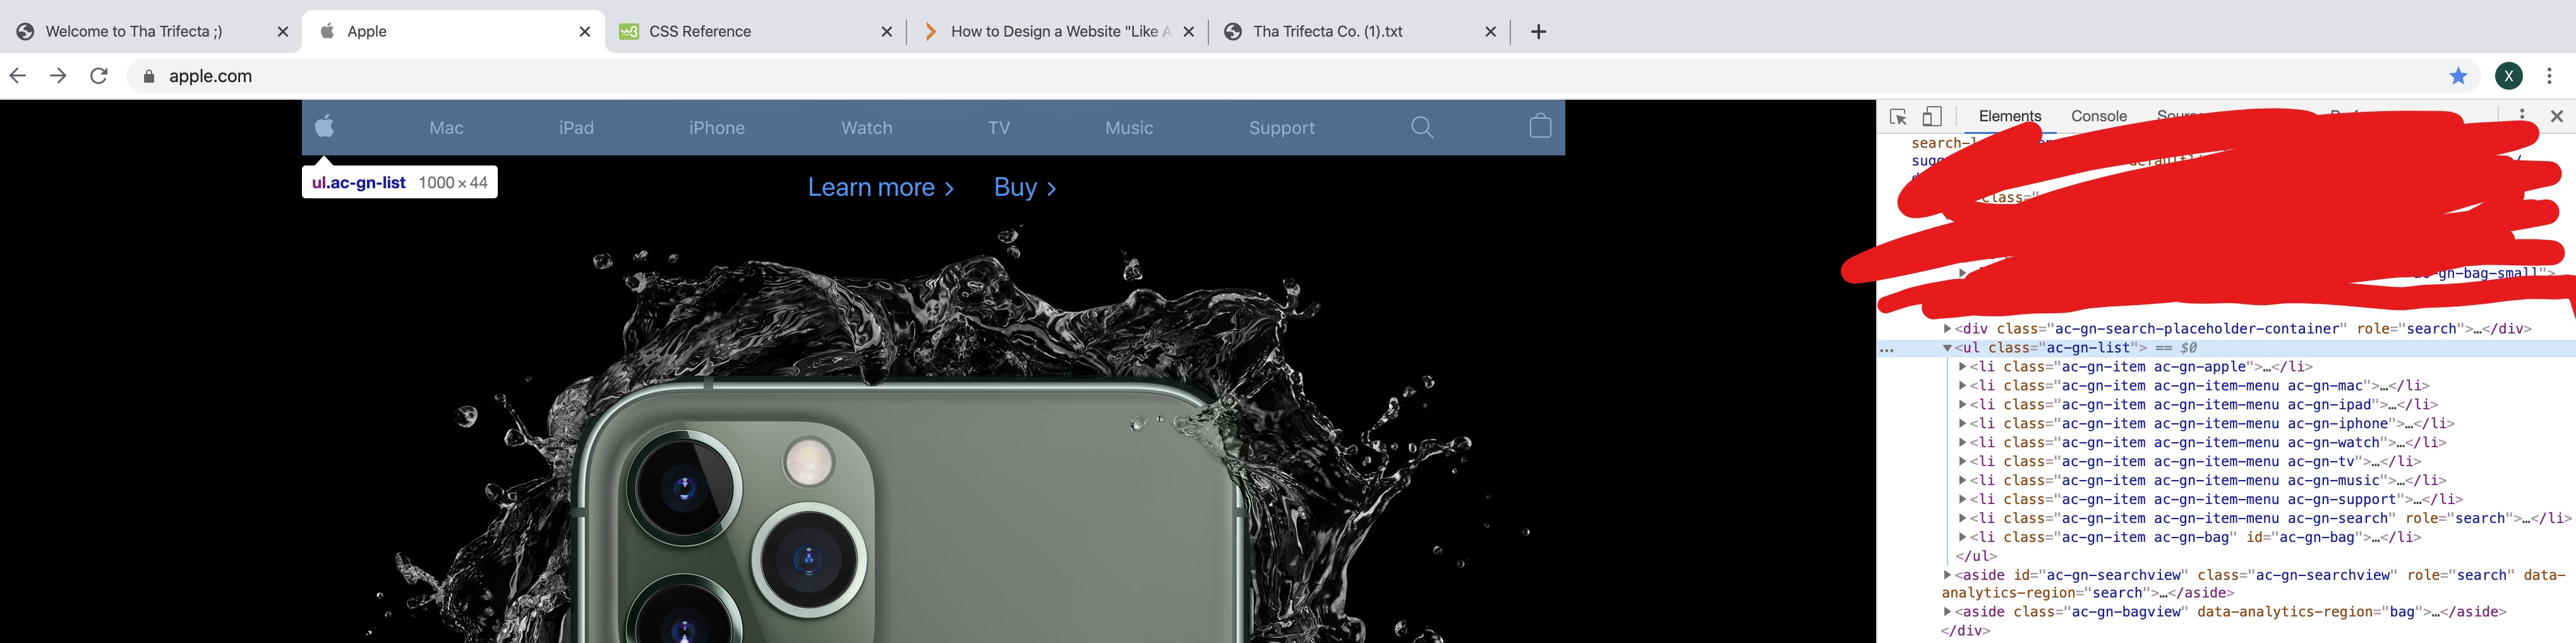 Welcome to Tha Trifecta ;)
Apple
CSS Reference
How to Design a Website "Like A
Tha Trifecta Co. (1).txt
apple.com
X
Mac iPad iPhone Watch TV Music Support
ul.ac-gn-list 1000 × 44
Learn more > Buy >
Elements Console
class="
gn-bag-small">
<div class="ac-gn-search-placeholder-container" role="search">…</div>
… <ul class="ac-gn-list"> == $0
<li class="ac-gn-item ac-gn-apple">…</li>
<li class="ac-gn-item ac-gn-item-menu ac-gn-mac">…</li>
<li class="ac-gn-item ac-gn-item-menu ac-gn-ipad">…</li>
<li class="ac-gn-item ac-gn-item-menu ac-gn-iphone">…</li>
<li class="ac-gn-item ac-gn-item-menu ac-gn-watch">…</li>
<li class="ac-gn-item ac-gn-item-menu ac-gn-tv">…</li>
<li class="ac-gn-item ac-gn-item-menu ac-gn-music">…</li>
<li class="ac-gn-item ac-gn-item-menu ac-gn-support">…</li>
<li class="ac-gn-item ac-gn-item-menu ac-gn-search" role="search">…</li>
<li class="ac-gn-item ac-gn-bag" id="ac-gn-bag">…</li>
</ul>
<aside id="ac-gn-searchview" class="ac-gn-searchview" role="search" data-
analytics-region="search">…</aside>
<aside class="ac-gn-bagview" data-analytics-region="bag">…</aside>
</div>